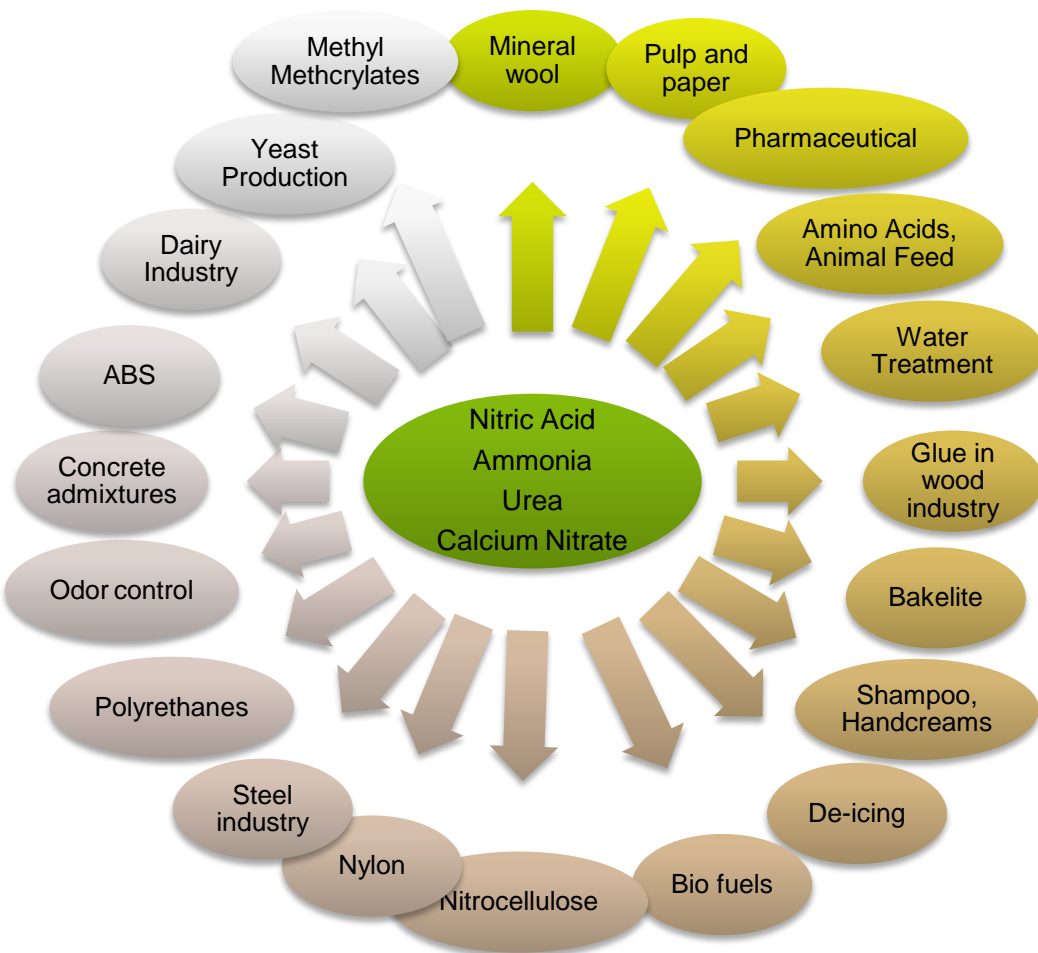 Methyl
Methcrylates
Mineral
wool
Pulp and
paper
Pharmaceutical
Yeast
Production
Amino Acids,
Animal Feed
Dairy
Industry
Water
Treatment
ABS
Nitric Acid
Ammonia
Urea
Calcium Nitrate
Concrete
admixtures
Glue in
wood
industry
Odor control
Bakelite
Polyrethanes
Shampoo,
Handcreams
Steel
industry
De-icing
Nylon
Nitrocellulose
Bio fuels